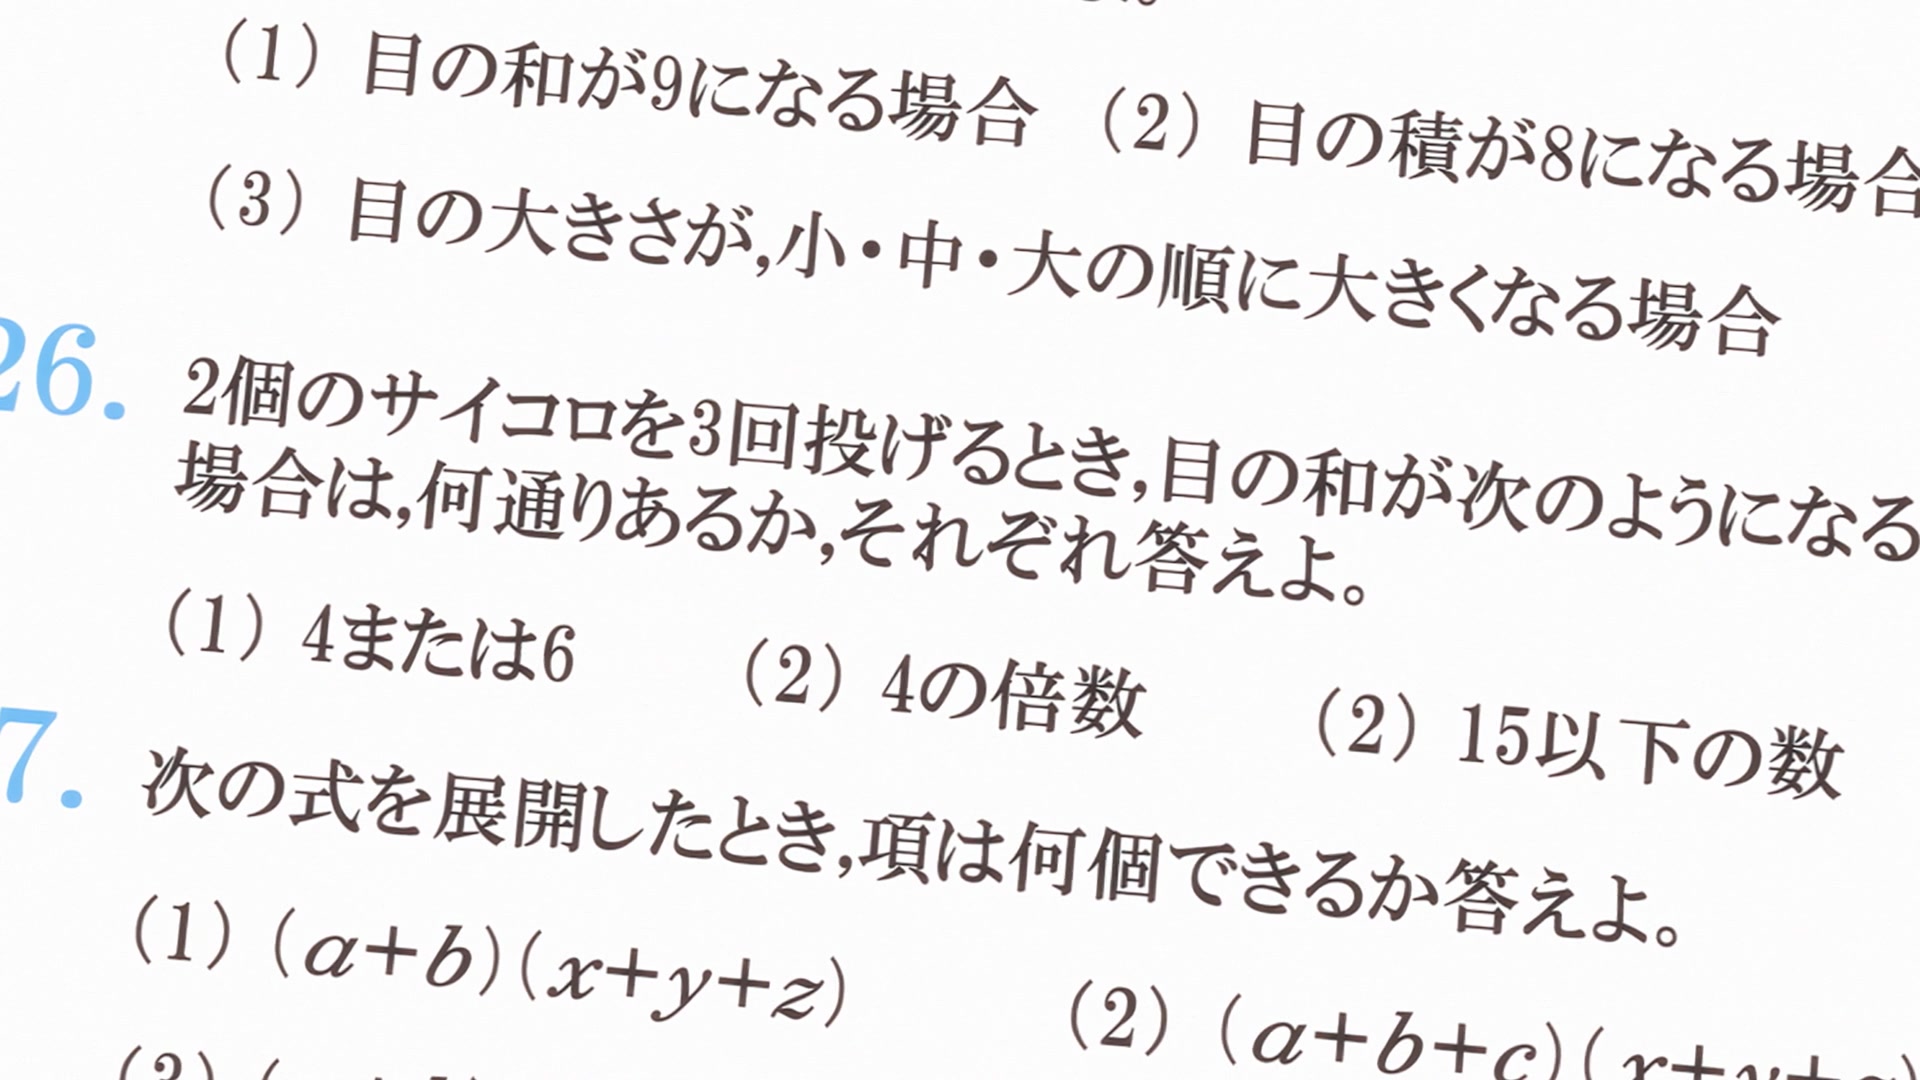 (1) 目の和が9になる場合 (2) 目の積が8になる場合
(3) 目の大きさが,小・中・大の順に大きくなる場合
26. 2個のサイコロを3回投げるとき,目の和が次のようになる
場合は,何通りあるか,それぞれ答えよ。
(1) 4または6 (2) 4の倍数 (2) 15以下の数
7. 次の式を展開したとき,項は何個できるか答えよ。
(1) (a+b)(x+y+z) (2) (a+b+c)(x+y+z)
(3)